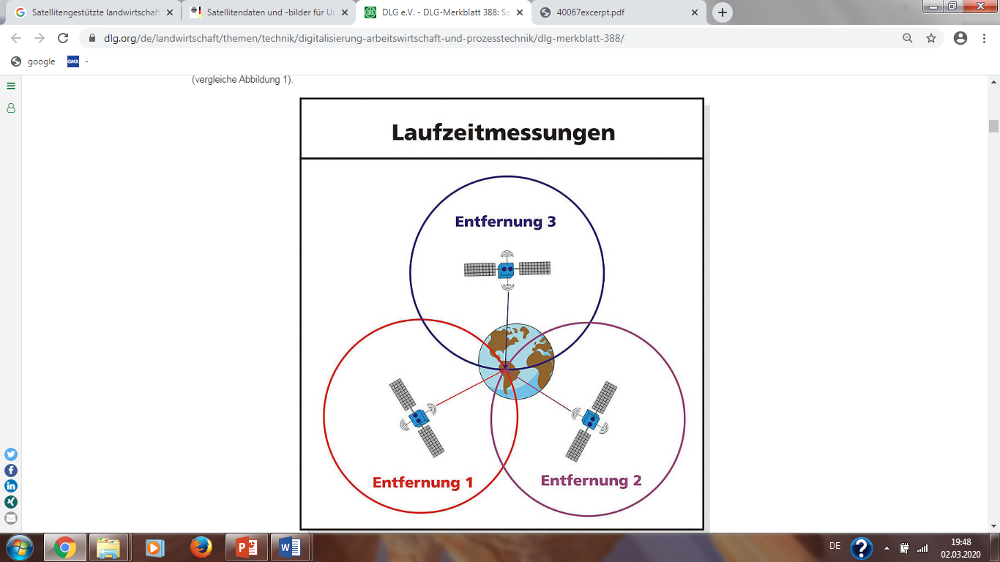 Satellitengestützte landwirtschaft
Satellitendaten und -bilder für Un
DLG e.V. - DLG-Merkblatt 388: Sa
40067excerpt.pdf
dlg.org/de/landwirtschaft/themen/technik/digitalisierung-arbeitswirtschaft-und-prozesstechnik/dlg-merkblatt-388/
google
GMX -
(vergleiche Abbildung 1).
Laufzeitmessungen
Entfernung 3
Entfernung 1
Entfernung 2
DE
19:48
02.03.2020